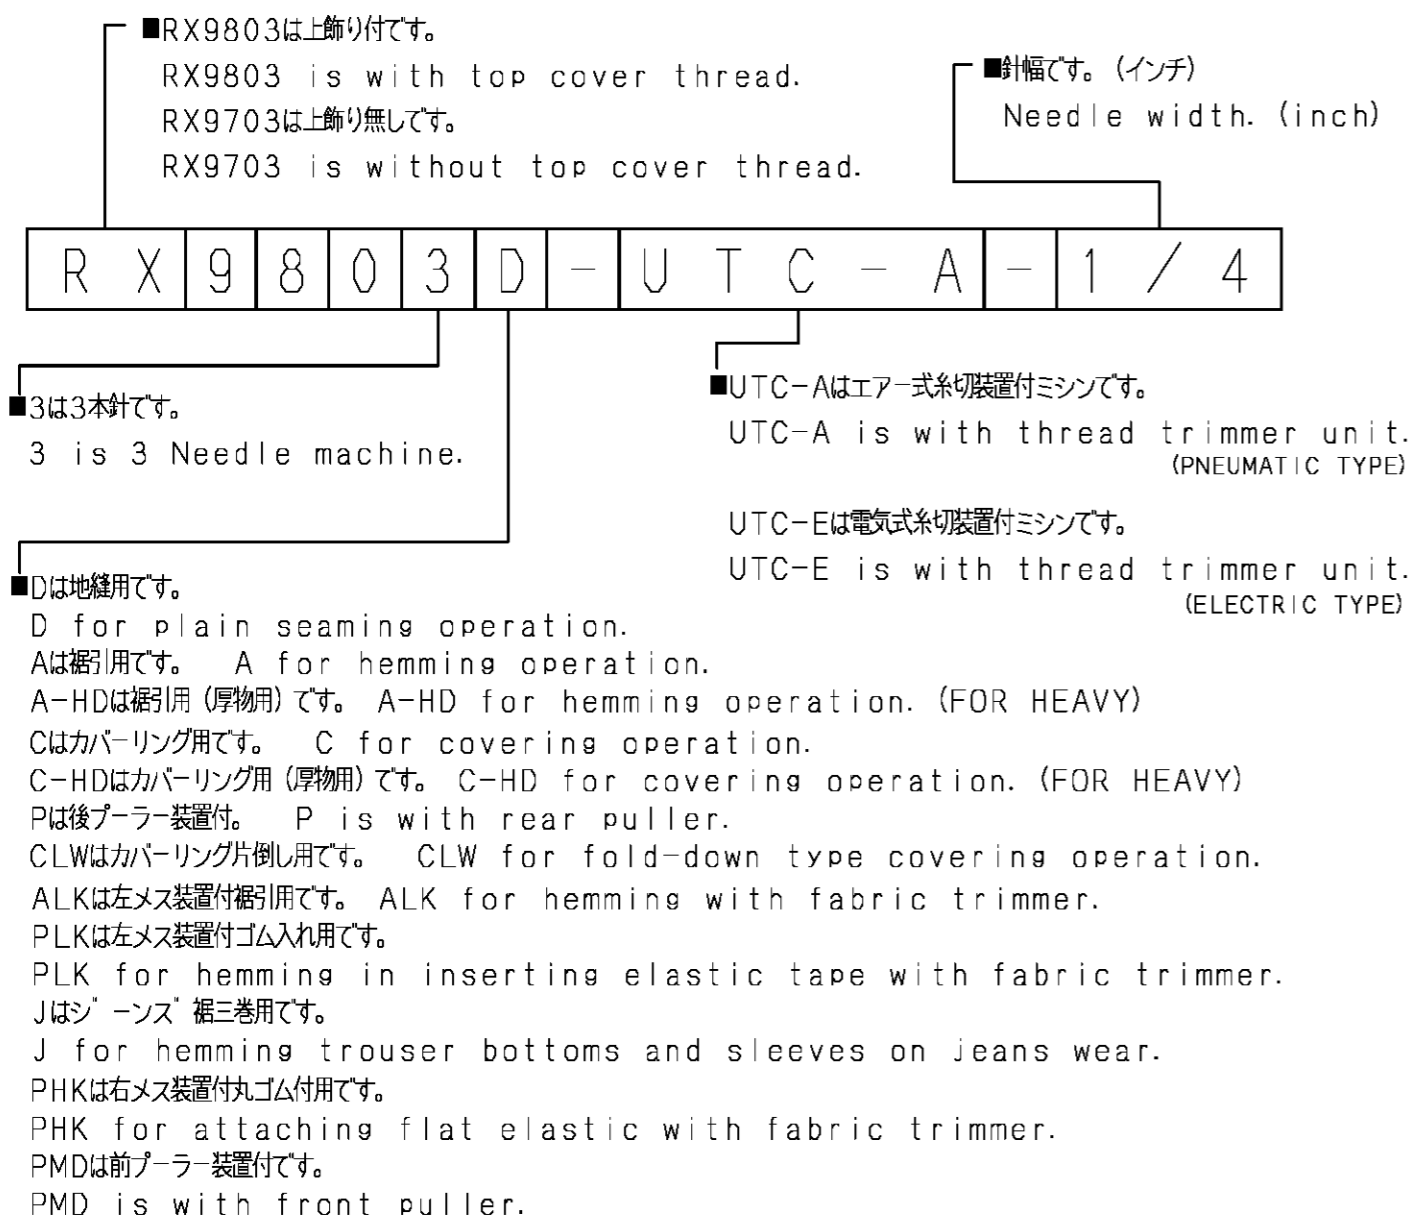 ■RX9803は上飾り付です。
RX9803 is with top cover thread.
RX9703は上飾り無しです。
RX9703 is without top cover thread.
■針幅です。(インチ)
Needle width. (inch)
RX9803D-UTC-A-1/4
■3は3本針です。
3 is 3 Needle machine.
■UTC-Aはエアー式糸切装置付ミシンです。
UTC-A is with thread trimmer unit.
(PNEUMATIC TYPE)
UTC-Eは電気式糸切装置付ミシンです。
UTC-E is with thread trimmer unit.
(ELECTRIC TYPE)
■Dは地縫用です。
D for plain seaming operation.
Aは裾引用です。 A for hemming operation.
A-HDは裾引用(厚物用)です。 A-HD for hemming operation. (FOR HEAVY)
Cはカバーリング用です。 C for covering operation.
C-HDはカバーリング用(厚物用)です。 C-HD for covering operation. (FOR HEAVY)
Pは後プーラー装置付。 P is with rear puller.
CLWはカバーリング片倒し用です。 CLW for fold-down type covering operation.
ALKは左メス装置付裾引用です。 ALK for hemming with fabric trimmer.
PLKは左メス装置付ゴム入れ用です。
PLK for hemming in inserting elastic tape with fabric trimmer.
Jはジーンズ裾三巻用です。
J for hemming trouser bottoms and sleeves on jeans wear.
PHKは右メス装置付丸ゴム付用です。
PHK for attaching flat elastic with fabric trimmer.
PMDは前プーラー装置付です。
PMD is with front puller.